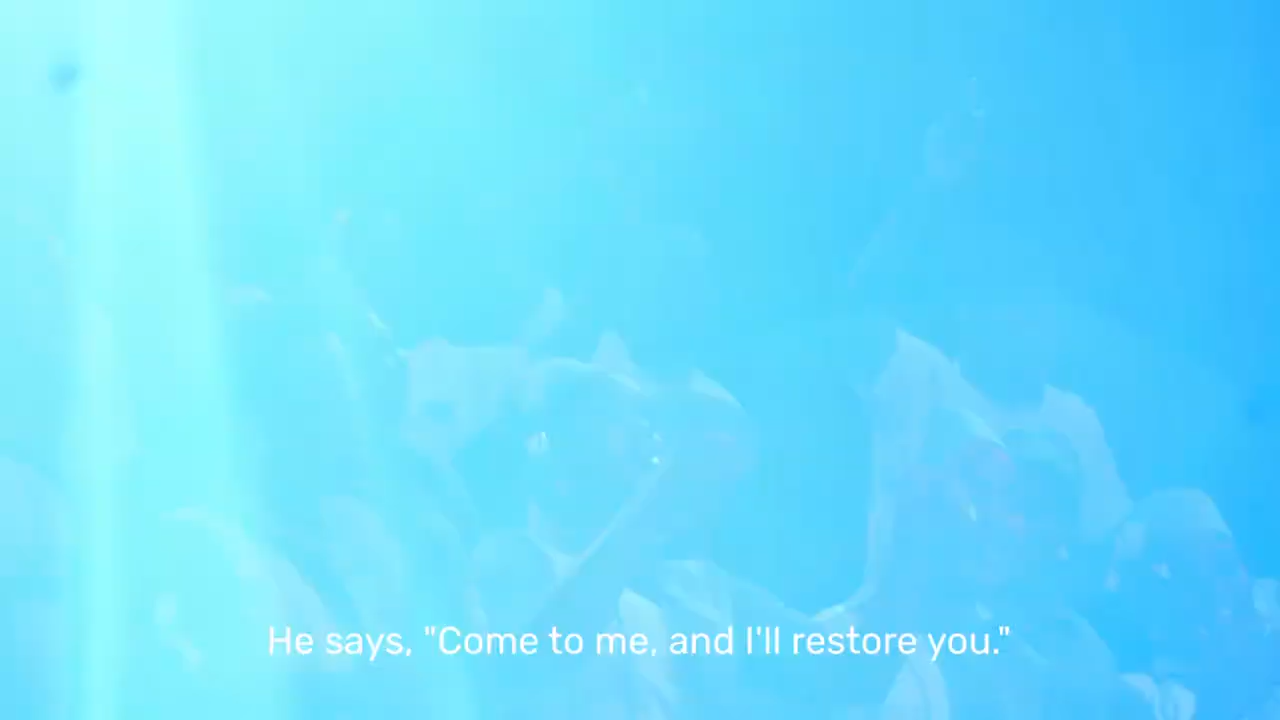 He says, "Come to me, and I'll restore you."